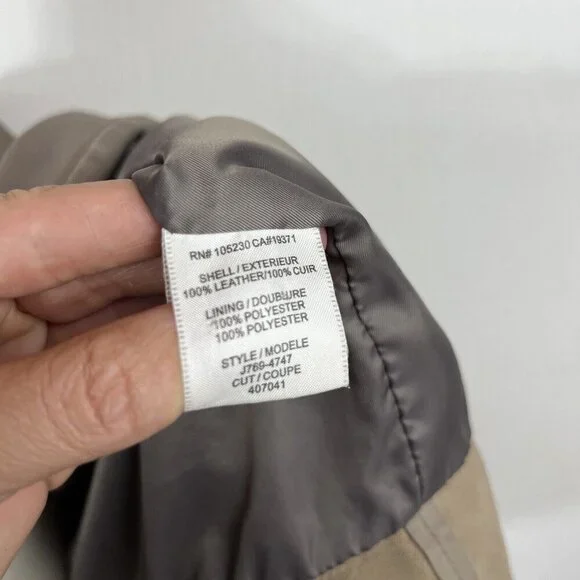 RN# 105230 CA#19371
SHELL / EXTERIEUR
100% LEATHER/100% CUIR
LINING / DOUBLURE
100% POLYESTER
100% POLYESTER
STYLE / MODELE
J769-4747
CUT / COUPE
407041